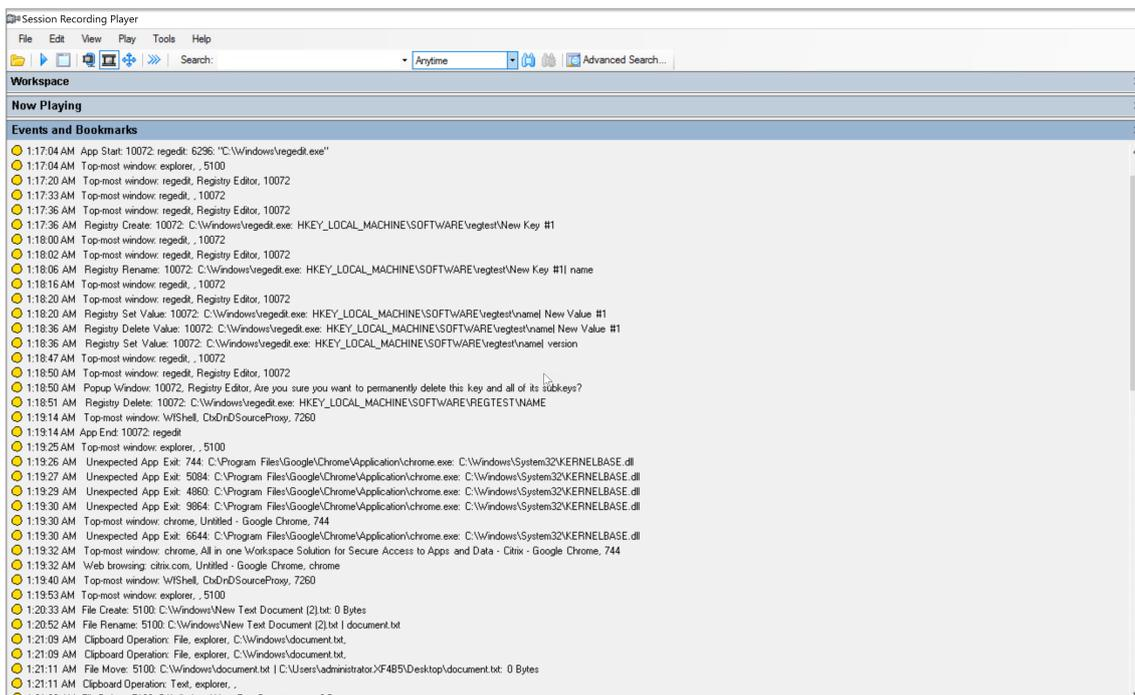 Session Recording Player
File Edit View Play Tools Help
Search: Anytime Advanced Search...
Workspace
Now Playing
Events and Bookmarks
1:17:04 AM App Start: 10072: regedit: 6296: "C:\Windows\regedit.exe"
1:17:04 AM Top-most window: explorer, , 5100
1:17:20 AM Top-most window: regedit, Registry Editor, 10072
1:17:33 AM Top-most window: regedit, , 10072
1:17:36 AM Top-most window: regedit, Registry Editor, 10072
1:17:36 AM Registry Create: 10072: C:\Windows\regedit.exe: HKEY_LOCAL_MACHINE\SOFTWARE\regtest\New Key #1
1:18:00 AM Top-most window: regedit, , 10072
1:18:02 AM Top-most window: regedit, Registry Editor, 10072
1:18:06 AM Registry Rename: 10072: C:\Windows\regedit.exe: HKEY_LOCAL_MACHINE\SOFTWARE\regtest\New Key #1| name
1:18:16 AM Top-most window: regedit, , 10072
1:18:20 AM Top-most window: regedit, Registry Editor, 10072
1:18:20 AM Registry Set Value: 10072: C:\Windows\regedit.exe: HKEY_LOCAL_MACHINE\SOFTWARE\regtest\name| New Value #1
1:18:36 AM Registry Delete Value: 10072: C:\Windows\regedit.exe: HKEY_LOCAL_MACHINE\SOFTWARE\regtest\name| New Value #1
1:18:36 AM Registry Set Value: 10072: C:\Windows\regedit.exe: HKEY_LOCAL_MACHINE\SOFTWARE\regtest\name| version
1:18:47 AM Top-most window: regedit, , 10072
1:18:50 AM Top-most window: regedit, Registry Editor, 10072
1:18:50 AM Popup Window: 10072, Registry Editor, Are you sure you want to permanently delete this key and all of its subkeys?
1:18:51 AM Registry Delete: 10072: C:\Windows\regedit.exe: HKEY_LOCAL_MACHINE\SOFTWARE\REGTEST\NAME
1:19:14 AM Top-most window: WfShell, CtxDnDSourceProxy, 7260
1:19:14 AM App End: 10072: regedit
1:19:25 AM Top-most window: explorer, , 5100
1:19:26 AM Unexpected App Exit: 744: C:\Program Files\Google\Chrome\Application\chrome.exe: C:\Windows\System32\KERNELBASE.dll
1:19:27 AM Unexpected App Exit: 5084: C:\Program Files\Google\Chrome\Application\chrome.exe: C:\Windows\System32\KERNELBASE.dll
1:19:29 AM Unexpected App Exit: 4860: C:\Program Files\Google\Chrome\Application\chrome.exe: C:\Windows\System32\KERNELBASE.dll
1:19:30 AM Unexpected App Exit: 9864: C:\Program Files\Google\Chrome\Application\chrome.exe: C:\Windows\System32\KERNELBASE.dll
1:19:30 AM Top-most window: chrome, Untitled - Google Chrome, 744
1:19:30 AM Unexpected App Exit: 6644: C:\Program Files\Google\Chrome\Application\chrome.exe: C:\Windows\System32\KERNELBASE.dll
1:19:32 AM Top-most window: chrome, All in one Workspace Solution for Secure Access to Apps and Data - Citrix - Google Chrome, 744
1:19:32 AM Web browsing: citrix.com, Untitled - Google Chrome, chrome
1:19:40 AM Top-most window: WfShell, CtxDnDSourceProxy, 7260
1:19:53 AM Top-most window: explorer, , 5100
1:20:33 AM File Create: 5100: C:\Windows\New Text Document (2).txt: 0 Bytes
1:20:52 AM File Rename: 5100: C:\Windows\New Text Document (2).txt | document.txt
1:21:09 AM Clipboard Operation: File, explorer, C:\Windows\document.txt,
1:21:09 AM Clipboard Operation: File, explorer, C:\Windows\document.txt,
1:21:11 AM File Move: 5100: C:\Windows\document.txt | C:\Users\administrator.XF4B5\Desktop\document.txt: 0 Bytes
1:21:11 AM Clipboard Operation: Text, explorer, ,